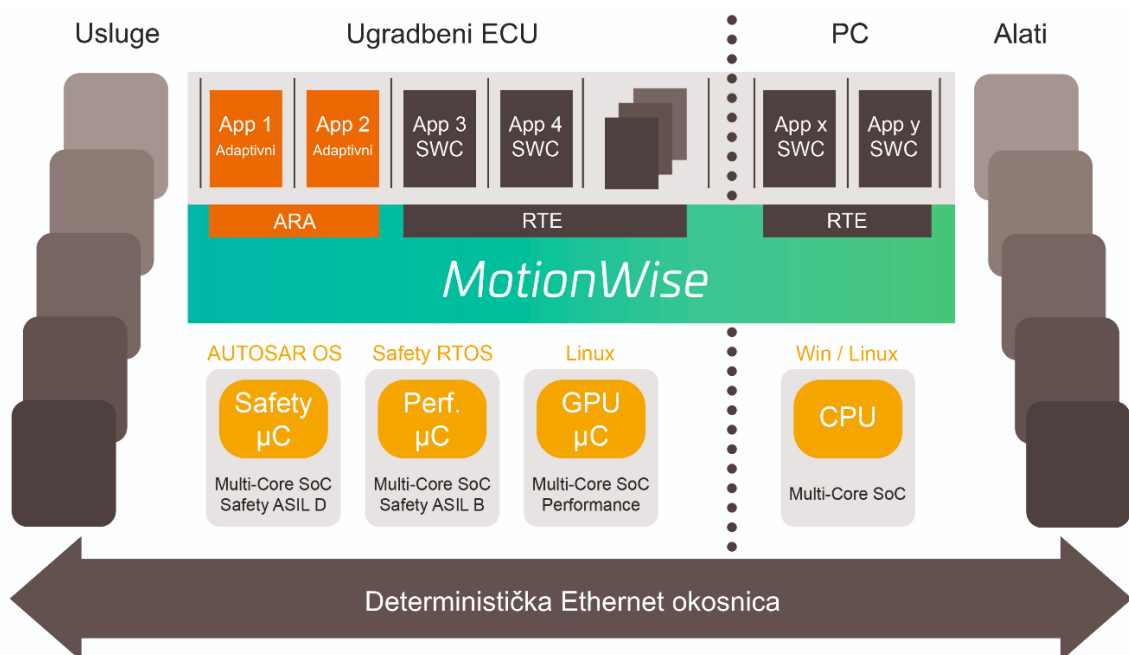 Usluge
Ugradbeni ECU
PC
Alati
App 1
Adaptivni
App 2
Adaptivni
App 3
SWC
App 4
SWC
App x
SWC
App y
SWC
ARA
RTE
RTE
MotionWise
AUTOSAR OS
Safety RTOS
Linux
Win / Linux
Safety
µC
Perf.
µC
GPU
µC
CPU
Multi-Core SoC
Safety ASIL D
Multi-Core SoC
Safety ASIL B
Multi-Core SoC
Performance
Multi-Core SoC
Deterministička Ethernet okosnica